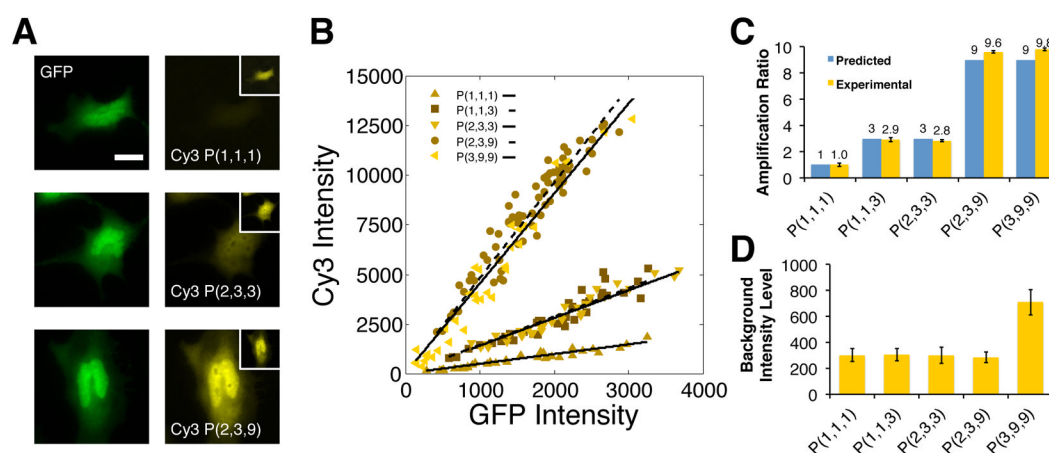 A
GFP
Cy3 P(1,1,1)
Cy3 P(2,3,3)
Cy3 P(2,3,9)
B
Cy3 Intensity
15000
12500
10000
7500
5000
2500
0
P(1,1,1)
P(1,1,3)
P(2,3,3)
P(2,3,9)
P(3,9,9)
0 1000 2000 3000 4000
GFP Intensity
C
Amplification Ratio
10
8
6
4
2
0
Predicted
Experimental
1 1.0 3 2.9 3 2.8 9 9.6 9 9.8
P(1,1,1) P(1,1,3) P(2,3,3) P(2,3,9) P(3,9,9)
D
Background
Intensity Level
1000
800
600
400
200
0
P(1,1,1) P(1,1,3) P(2,3,3) P(2,3,9) P(3,9,9)